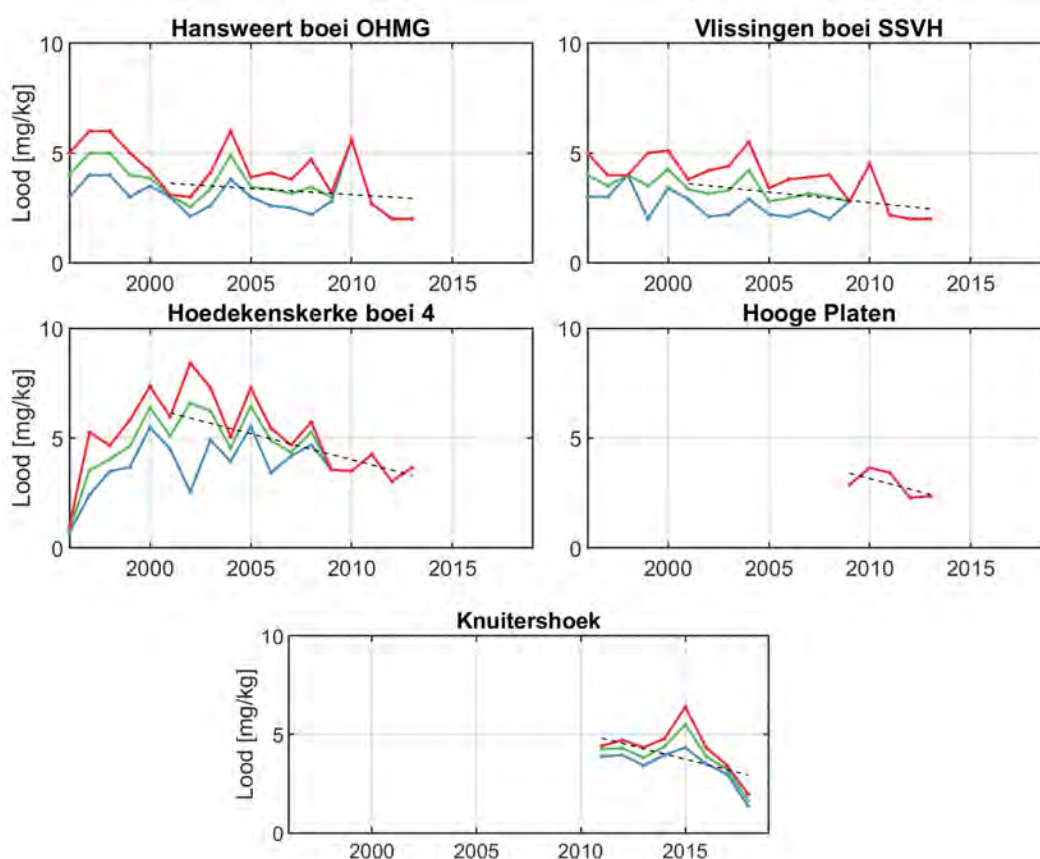 Hansweert boei OHMG
Vlissingen boei SSVH
10
5
0
Lood [mg/kg]
2000 2005 2010 2015
10
5
0
2000 2005 2010 2015
Hoedekenskerke boei 4
Hooge Platen
10
5
0
Lood [mg/kg]
2000 2005 2010 2015
10
5
0
2000 2005 2010 2015
Knuitershoek
10
5
0
Lood [mg/kg]
2000 2005 2010 2015